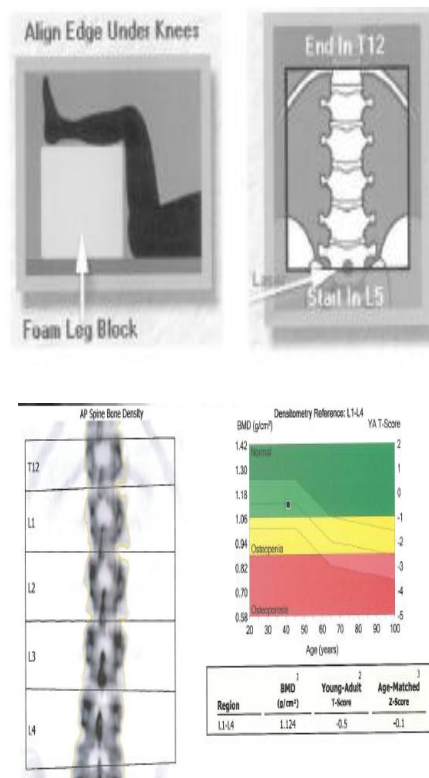 Align Edge Under Knees
Foam Leg Block
End In T12
Laser
Start In L5
AP Spine Bone Density
T12
L1
L2
L3
L4
Densitometry Reference: L1-L4
BMD (g/cm²) YA T-Score
1.42 2
Normal
1.30 1
1.18 0
1.06 -1
0.94 -2
Osteopenia
0.82 -3
0.70 -4
Osteoporosis
0.58 -5
20 30 40 50 60 70 80 90 100
Age (years)
1 2 3
BMD Young-Adult Age-Matched
Region (g/cm²) T-Score Z-Score
L1-L4 1.124 -0.5 -0.1